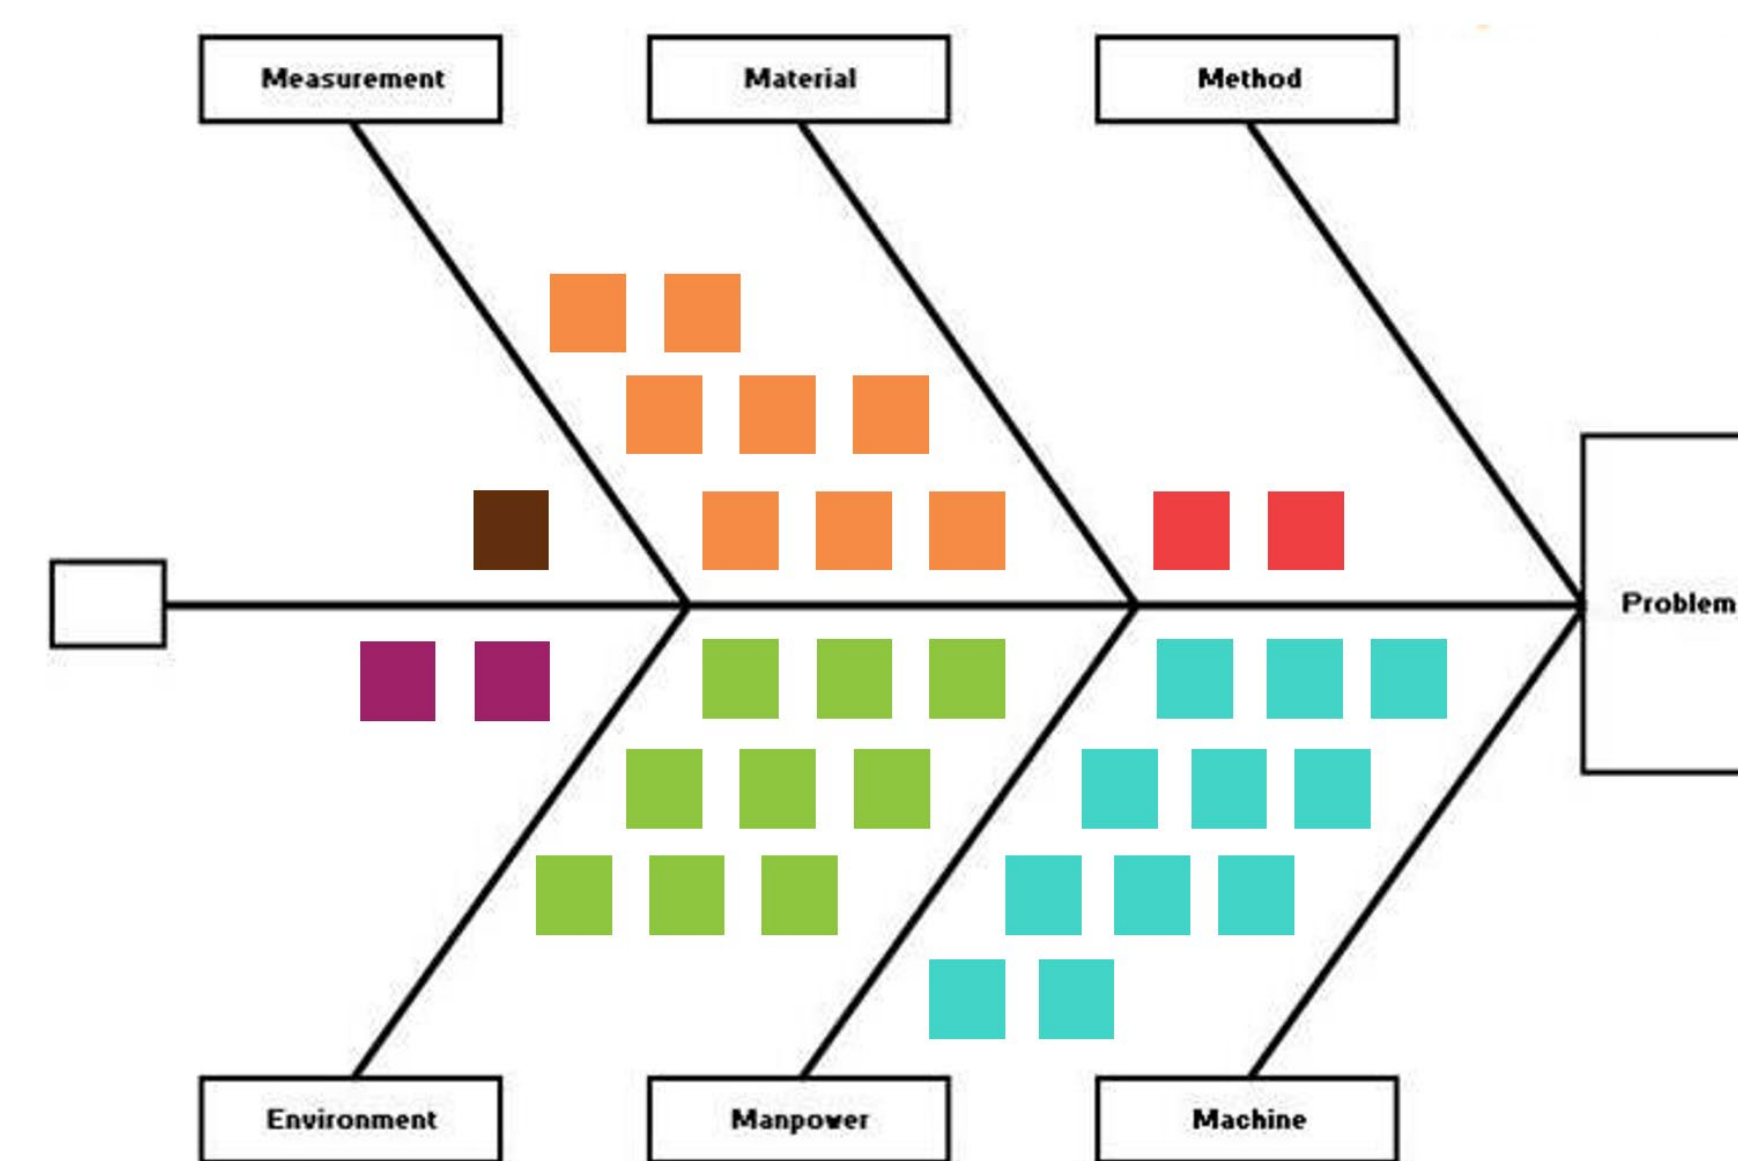 Measurement
Material
Method
Problem
Environment
Manpower
Machine